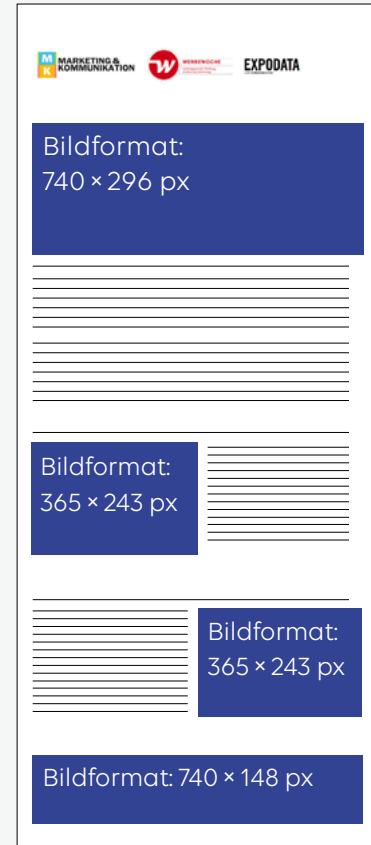 MARKETING &
KOMMUNIKATION
WERBEWOCHE
EXPODATA
Bildformat:
740 × 296 px
Bildformat:
365 × 243 px
Bildformat:
365 × 243 px
Bildformat: 740 × 148 px